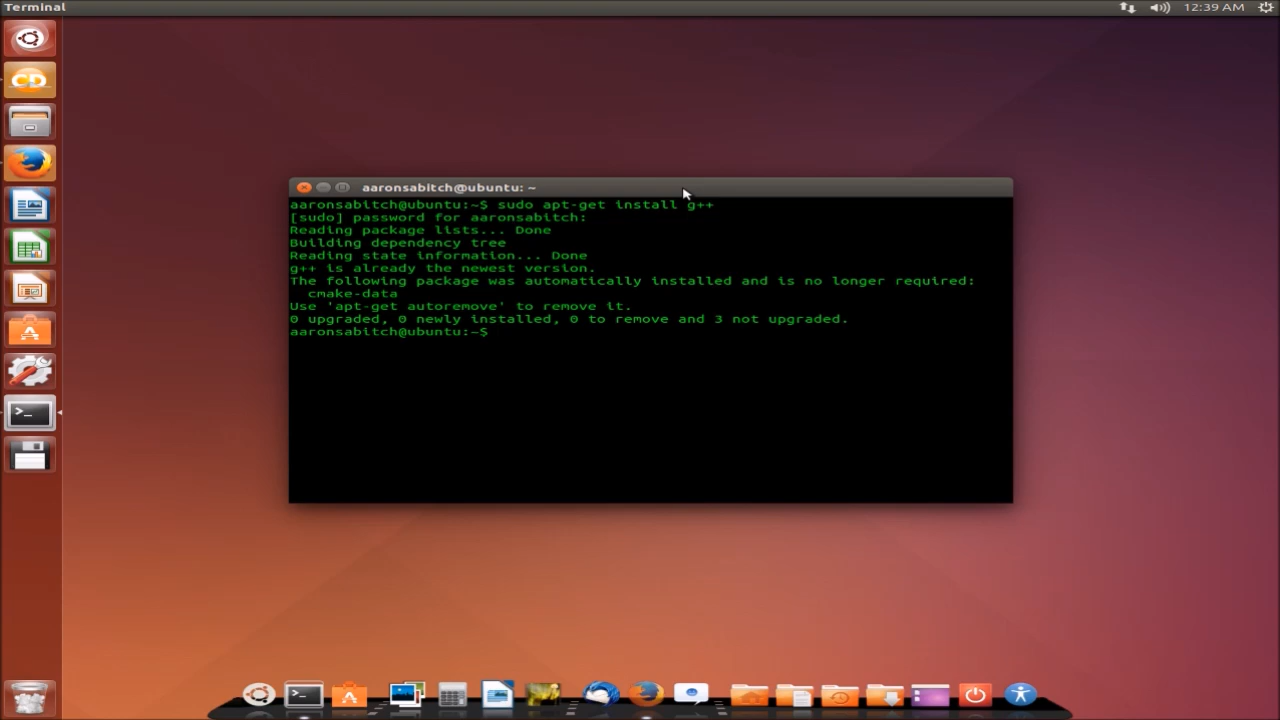 Terminal
12:39 AM
aaronsabitch@ubuntu: ~
aaronsabitch@ubuntu:~$ sudo apt-get install g++
[sudo] password for aaronsabitch:
Reading package lists... Done
Building dependency tree
Reading state information... Done
g++ is already the newest version.
The following package was automatically installed and is no longer required:
  cmake-data
Use 'apt-get autoremove' to remove it.
0 upgraded, 0 newly installed, 0 to remove and 3 not upgraded.
aaronsabitch@ubuntu:~$